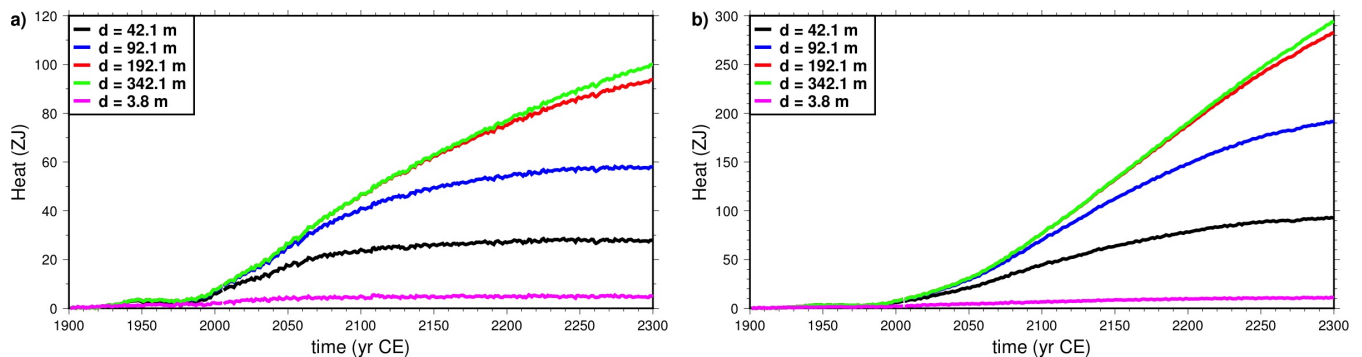 a)
d = 42.1 m
d = 92.1 m
d = 192.1 m
d = 342.1 m
d = 3.8 m
120
100
80
60
40
20
0
Heat (ZJ)
1900 1950 2000 2050 2100 2150 2200 2250 2300
time (yr CE)
b)
d = 42.1 m
d = 92.1 m
d = 192.1 m
d = 342.1 m
d = 3.8 m
300
250
200
150
100
50
0
Heat (ZJ)
1900 1950 2000 2050 2100 2150 2200 2250 2300
time (yr CE)